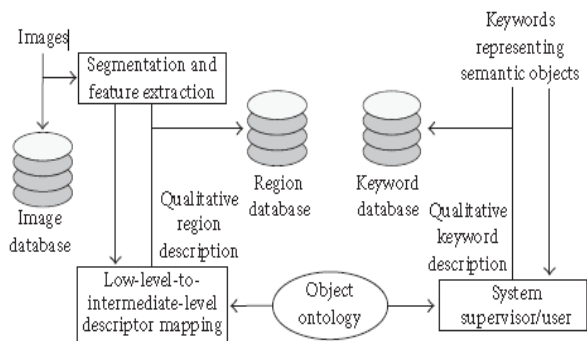 Images
Segmentation and
feature extraction
Image
database
Qualitative
region
description
Region
database
Low-level-to-
intermediate-level
descriptor mapping
Object
ontology
Keywords
representing
semantic objects
Keyword
database
Qualitative
keyword
description
System
supervisor/user